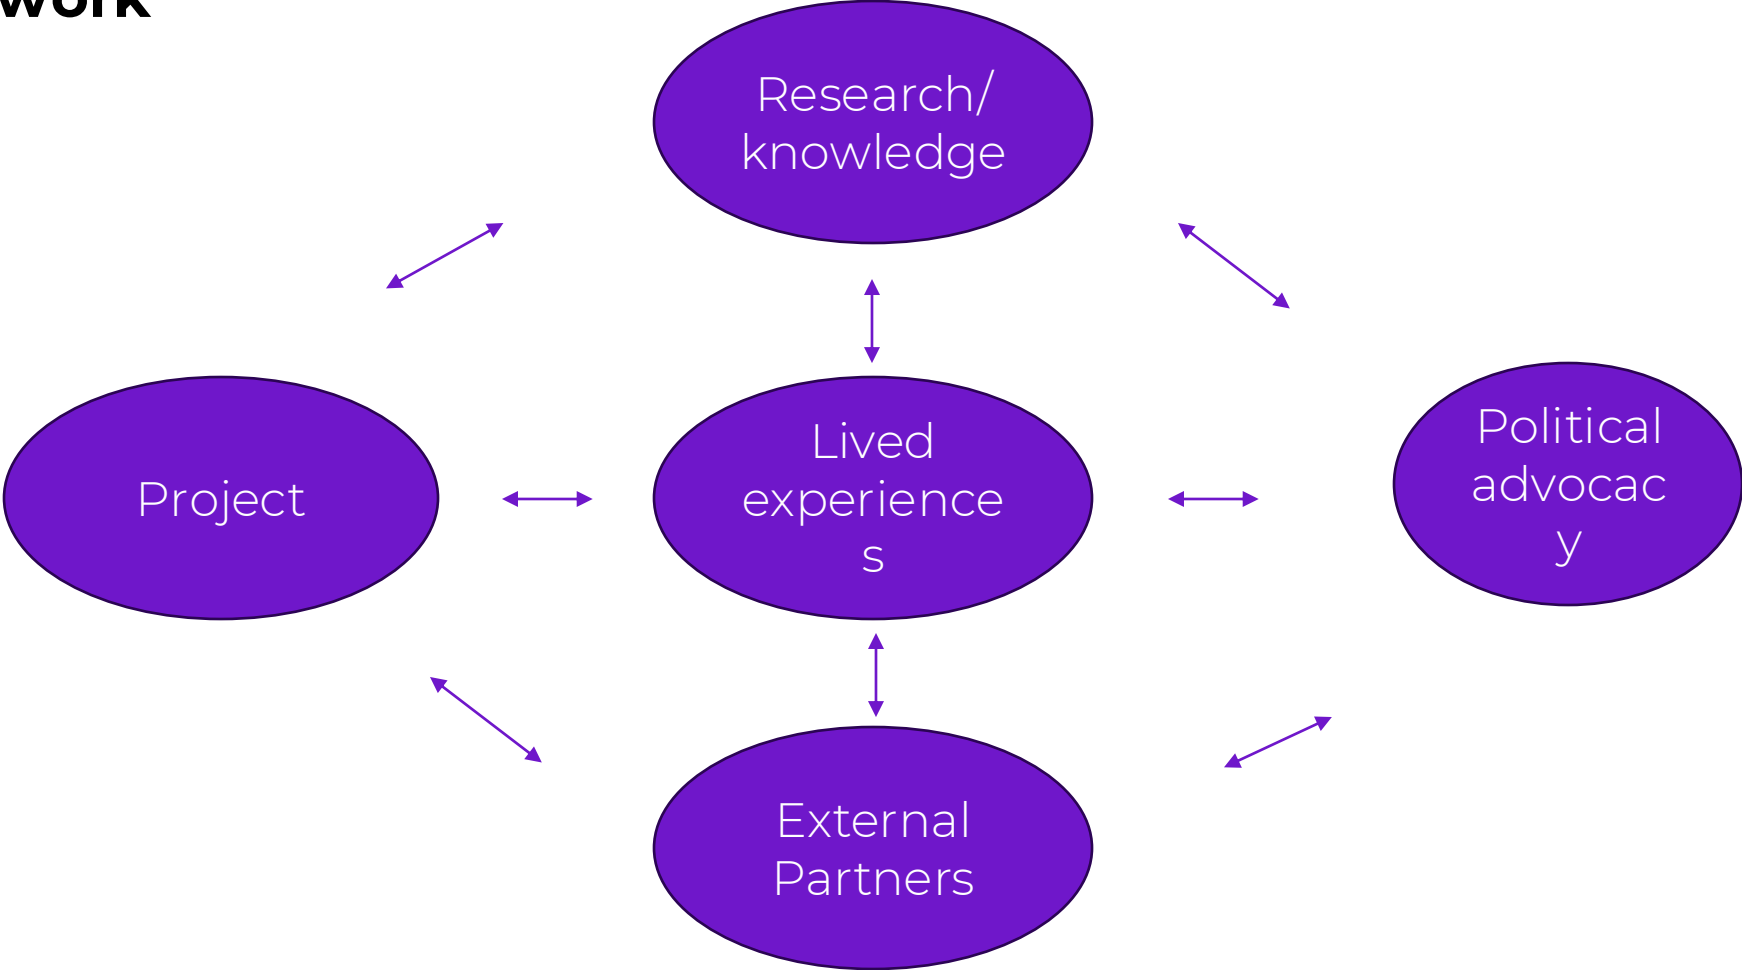 work
Research/
knowledge
Project
Lived
experience
s
Political
advocac
y
External
Partners